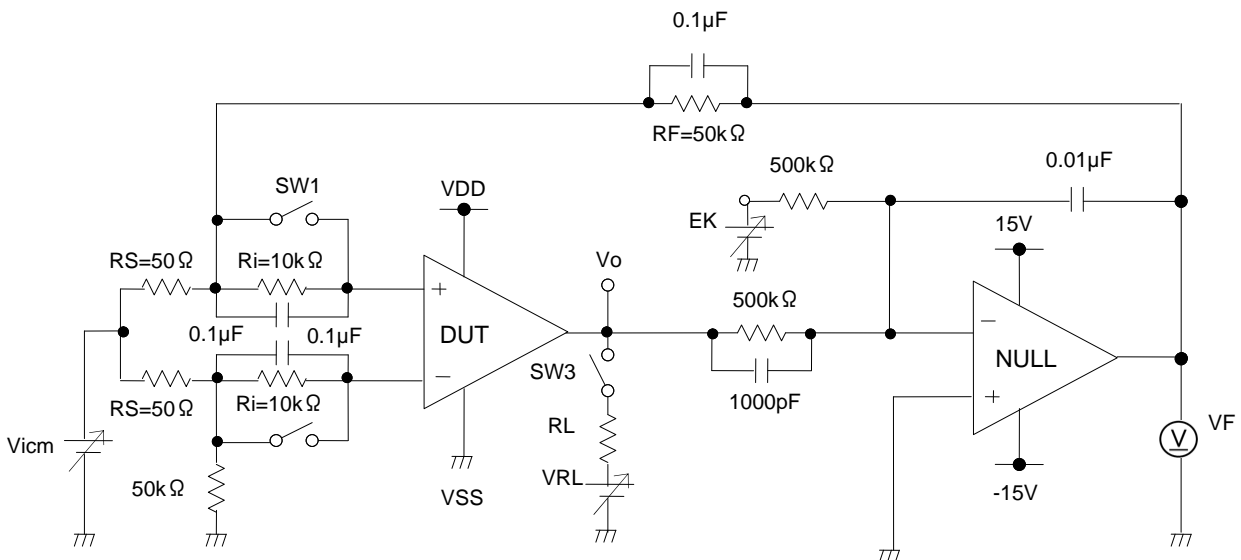 0.1µF
RF=50kΩ
500kΩ
0.01µF
SW1
VDD
EK
15V
RS=50Ω
Ri=10kΩ
Vo
+
500kΩ
0.1µF
0.1µF
DUT
−
NULL
−
SW3
+
RS=50Ω
Ri=10kΩ
1000pF
VF
V
Vicm
RL
50kΩ
VSS
VRL
-15V